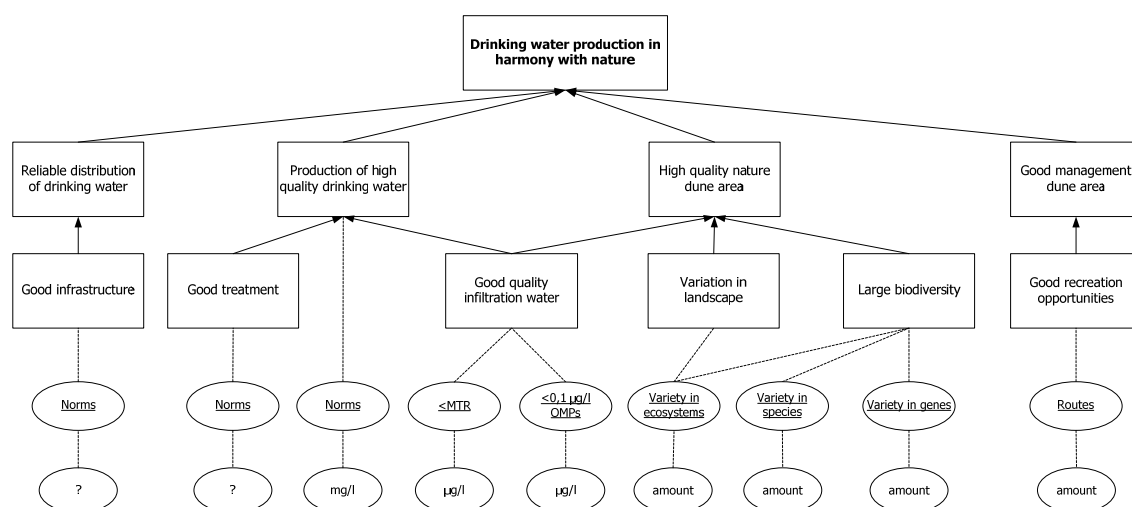 Drinking water production in
harmony with nature
Reliable distribution
of drinking water
Production of high
quality drinking water
High quality nature
dune area
Good management
dune area
Good infrastructure
Good treatment
Good quality
infiltration water
Variation in
landscape
Large biodiversity
Good recreation
opportunities
Norms
Norms
Norms
<MTR
<0,1 µg/l
OMPs
Variety in
ecosystems
Variety in
species
Variety in genes
Routes
?
?
mg/l
µg/l
µg/l
amount
amount
amount
amount